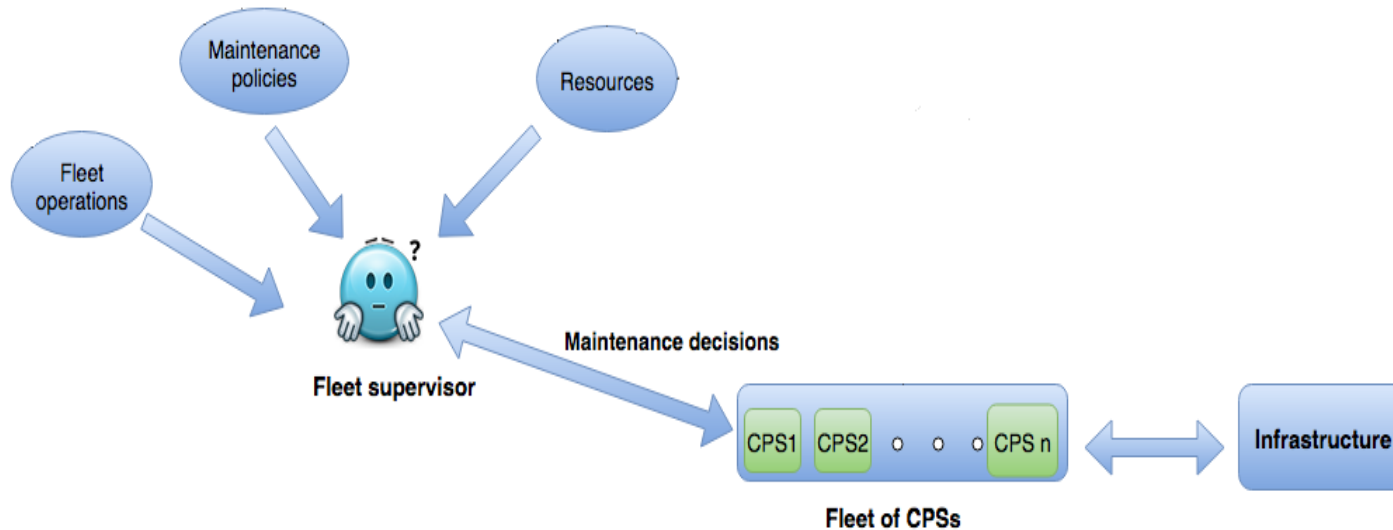 Maintenance
policies
Resources
Fleet
operations
?
Fleet supervisor
Maintenance decisions
CPS1 CPS2 CPS n
Infrastructure
Fleet of CPSs